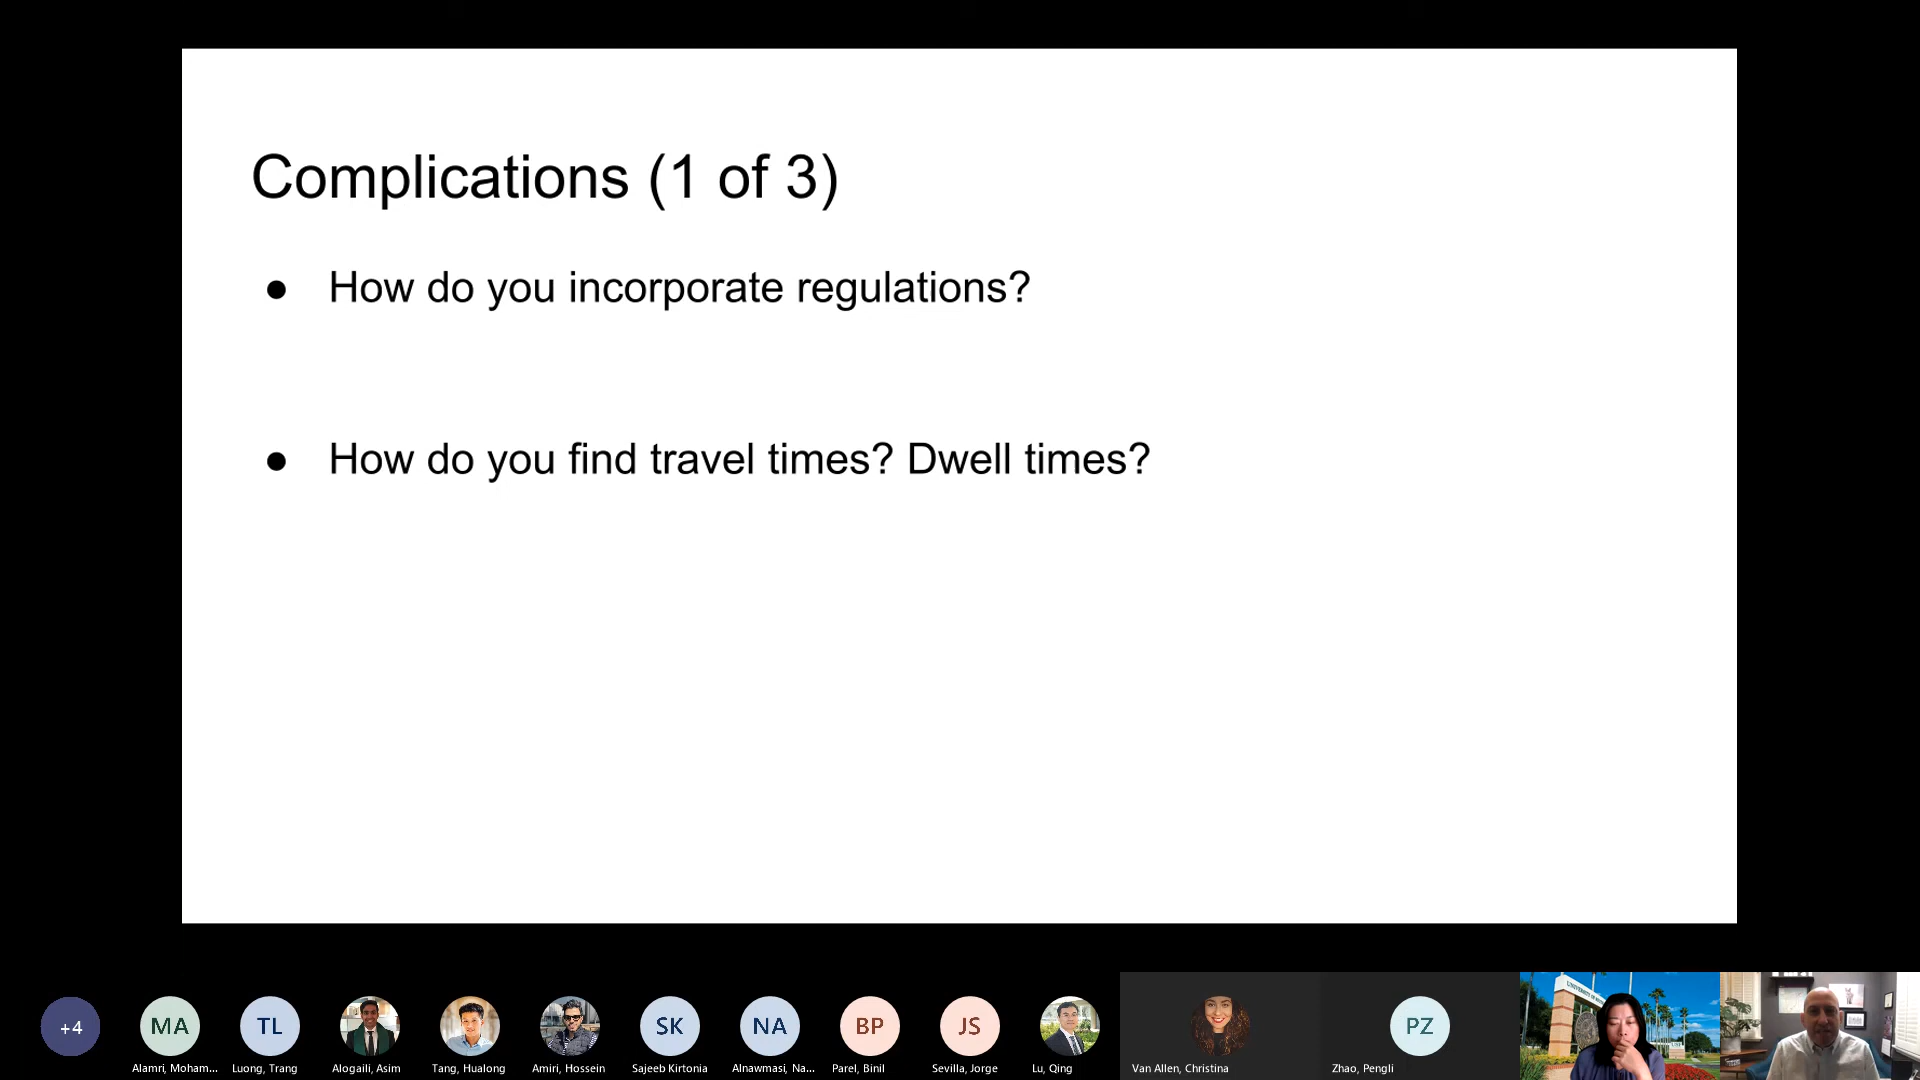 Complications (1 of 3)
● How do you incorporate regulations?
● How do you find travel times? Dwell times?
+4
MA
TL
SK
NA
BP
JS
PZ
Alamri, Moham...
Luong, Trang
Alogaili, Asim
Tang, Hualong
Amiri, Hossein
Sajeeb Kirtonia
Alnawmasi, Na...
Parel, Binil
Sevilla, Jorge
Lu, Qing
Van Allen, Christina
Zhao, Pengli